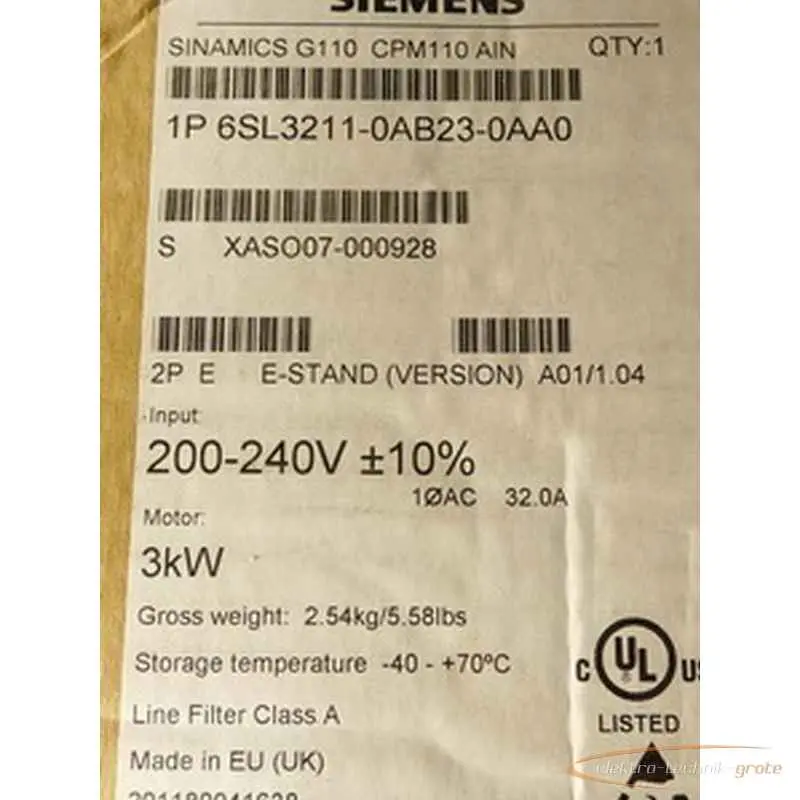 SIEMENS
SINAMICS G110 CPM110 AIN QTY:1
1P 6SL3211-0AB23-0AA0
S XASO07-000928
2P E E-STAND (VERSION) A01/1.04
Input:
200-240V ±10%
1ØAC 32.0A
Motor:
3kW
Gross weight: 2.54kg/5.58lbs
Storage temperature -40 - +70ºC
Line Filter Class A
Made in EU (UK)
C UL US
®
LISTED
elektro-technik-grote